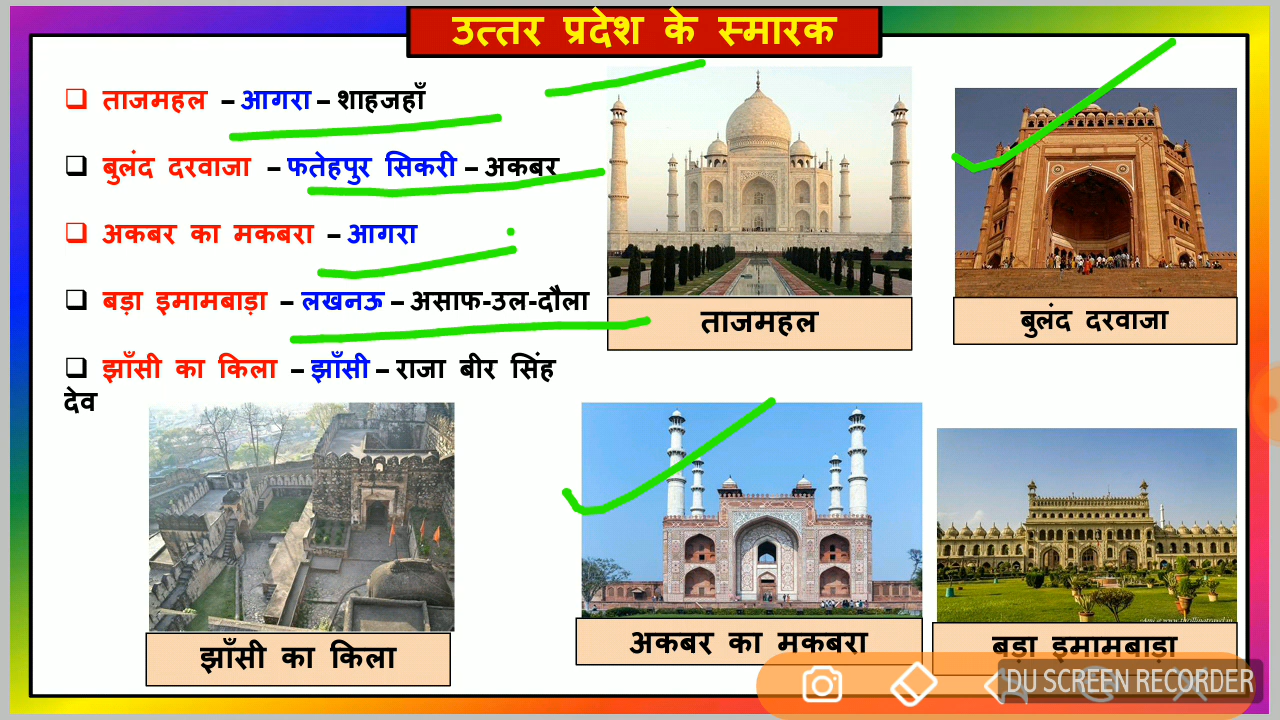 उत्तर प्रदेश के स्मारक
❑ ताजमहल – आगरा – शाहजहाँ
❑ बुलंद दरवाजा – फतेहपुर सिकरी – अकबर
❑ अकबर का मकबरा – आगरा
❑ बड़ा इमामबाड़ा – लखनऊ – असाफ-उल-दौला
❑ झाँसी का किला – झाँसी – राजा बीर सिंह
देव
ताजमहल
बुलंद दरवाजा
झाँसी का किला
अकबर का मकबरा
बड़ा इमामबाड़ा
DU SCREEN RECORDER